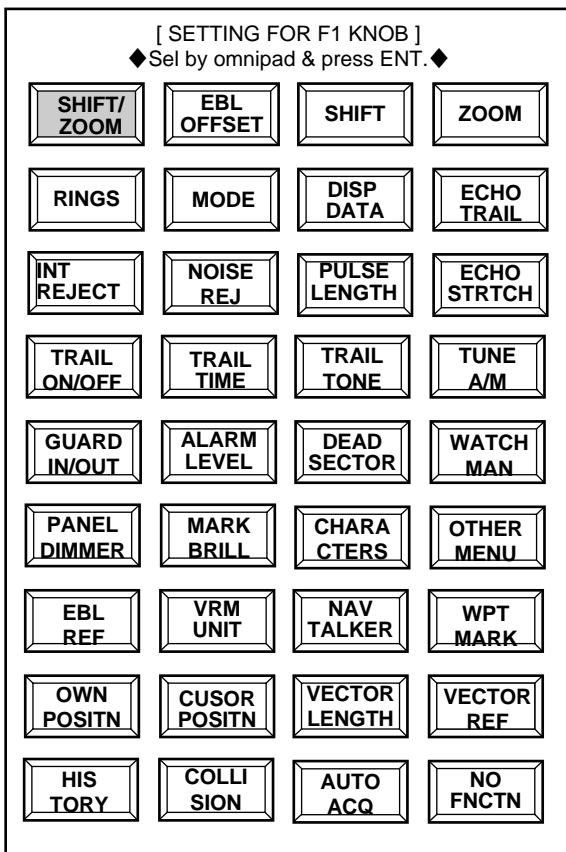 [ SETTING FOR F1 KNOB ]
◆Sel by omnipad & press ENT.◆
SHIFT/ ZOOM
EBL OFFSET
SHIFT
ZOOM
RINGS
MODE
DISP DATA
ECHO TRAIL
INT REJECT
NOISE REJ
PULSE LENGTH
ECHO STRTCH
TRAIL ON/OFF
TRAIL TIME
TRAIL TONE
TUNE A/M
GUARD IN/OUT
ALARM LEVEL
DEAD SECTOR
WATCH MAN
PANEL DIMMER
MARK BRILL
CHARA CTERS
OTHER MENU
EBL REF
VRM UNIT
NAV TALKER
WPT MARK
OWN POSITN
CUSOR POSITN
VECTOR LENGTH
VECTOR REF
HIS TORY
COLLI SION
AUTO ACQ
NO FNCTN